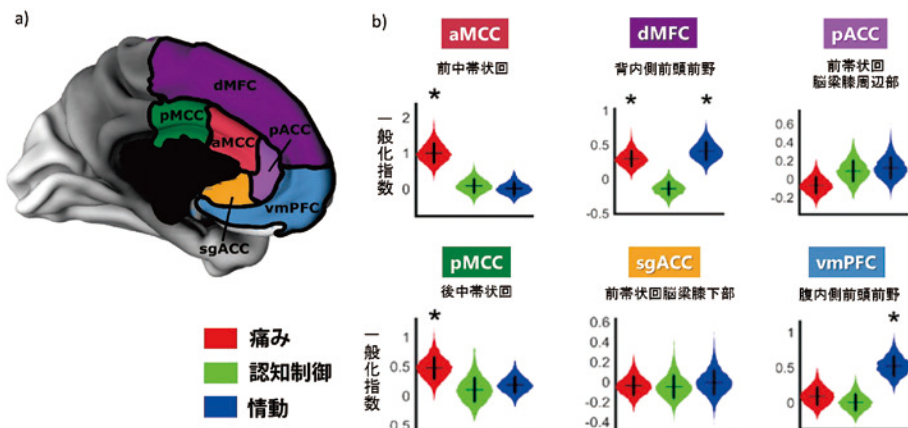 a)
dMFC
pMCC
aMCC
pACC
vmPFC
sgACC
痛み
認知制御
情動
b)
aMCC
前中帯状回
*
一般化指数
2
1
0
dMFC
背内側前頭前野
* *
1
0.5
0
-0.5
pACC
前帯状回
脳梁膝周辺部
0.6
0.4
0.2
0
-0.2
pMCC
後中帯状回
*
一般化指数
1
0.5
0
0.5
sgACC
前帯状回脳梁膝下部
0.6
0.4
0.2
0
-0.2
-0.4
vmPFC
腹内側前頭前野
*
1
0.5
0